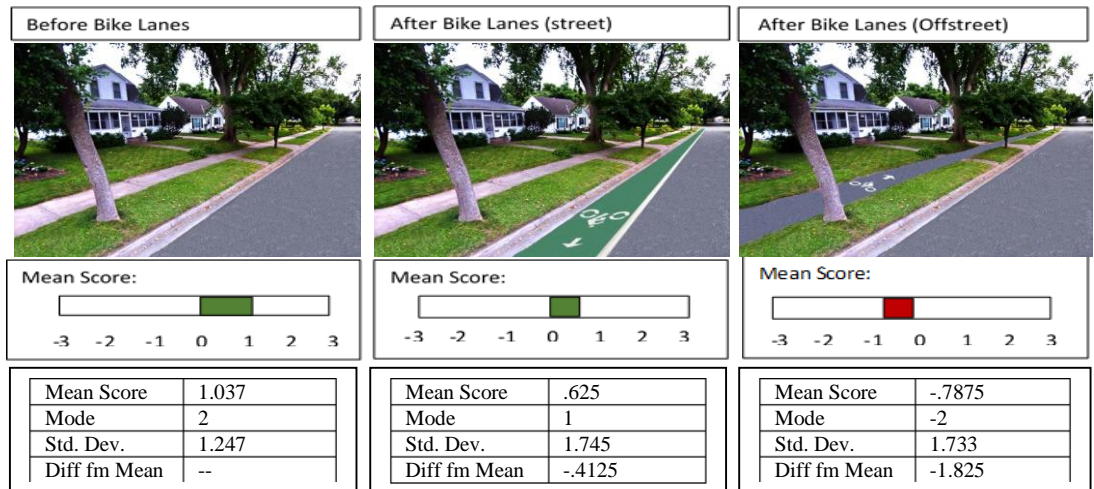 Before Bike Lanes
After Bike Lanes (street)
After Bike Lanes (Offstreet)
Mean Score:
-3 -2 -1 0 1 2 3
Mean Score:
-3 -2 -1 0 1 2 3
Mean Score:
-3 -2 -1 0 1 2 3
Mean Score 1.037
Mode 2
Std. Dev. 1.247
Diff fm Mean --
Mean Score .625
Mode 1
Std. Dev. 1.745
Diff fm Mean -.4125
Mean Score -.7875
Mode -2
Std. Dev. 1.733
Diff fm Mean -1.825